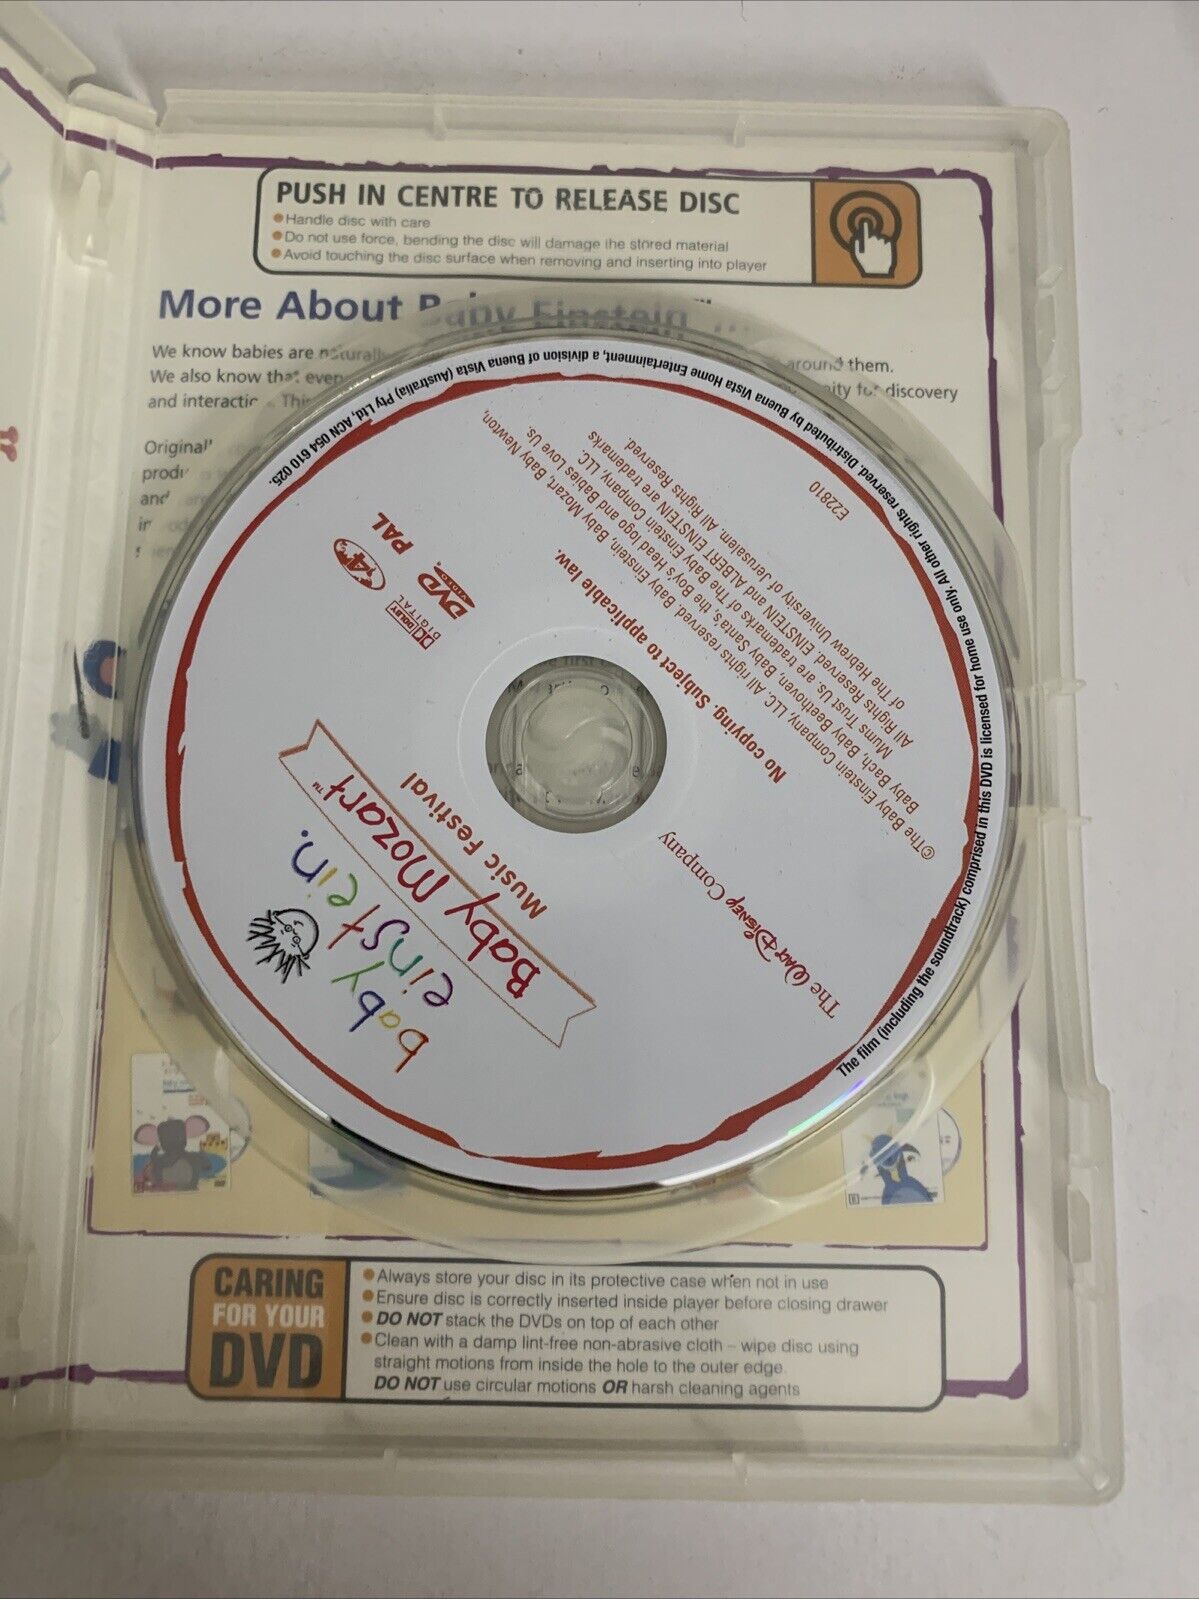 PUSH IN CENTRE TO RELEASE DISC
Handle disc with care
Do not use force, bending the disc will damage the stored material
Avoid touching the disc surface when removing and inserting into player
More About Baby Einstein™
We know babies are naturally around them.
We also know that for discovery
and This
Original
and
baby
einstein.
Baby Mozart™
Music Festival
The Walt Disney Company
DOLBY
DIGITAL
DVD
VIDEO
PAL
4
No copying. Subject to applicable law.
©The Baby Einstein Company, LLC. All rights reserved. Baby Einstein, Baby Mozart, Baby Newton,
Baby Bach, Baby Beethoven, Baby Santa's, the Boy's Head logo and Babies Love Us.
Mums Trust Us, are trademarks of The Baby Einstein Company, LLC.
All Rights Reserved. EINSTEIN and ALBERT EINSTEIN are trademarks
of The Hebrew University of Jerusalem. All Rights Reserved.
E22810
The film (including the soundtrack) comprised in this DVD is licensed for home use only. All other rights reserved. Distributed by Buena Vista Home Entertainment, a division of Buena Vista (Australia) Pty Ltd, ACN 054 610 025.
CARING
FOR YOUR
DVD
Always store your disc in its protective case when not in use
Ensure disc is correctly inserted inside player before closing drawer
DO NOT stack the DVDs on top of each other
Clean with a damp lint-free non-abrasive cloth – wipe disc using
straight motions from inside the hole to the outer edge.
DO NOT use circular motions OR harsh cleaning agents